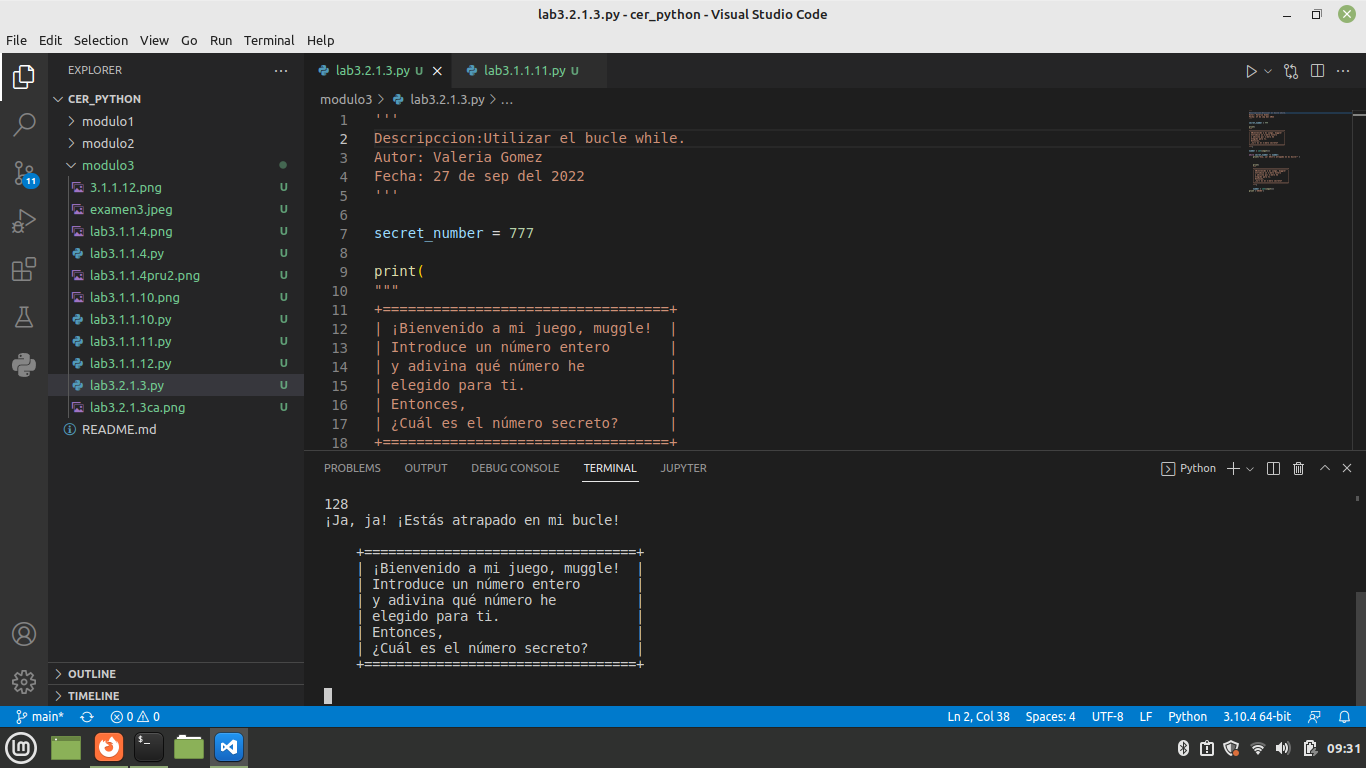 lab3.2.1.3.py - cer_python - Visual Studio Code
File Edit Selection View Go Run Terminal Help
EXPLORER
CER_PYTHON
modulo1
modulo2
modulo3
3.1.1.12.png U
examen3.jpeg U
lab3.1.1.4.png U
lab3.1.1.4.py U
lab3.1.1.4pru2.png U
lab3.1.1.10.png U
lab3.1.1.10.py U
lab3.1.1.11.py U
lab3.1.1.12.py U
lab3.2.1.3.py U
lab3.2.1.3ca.png U
README.md
OUTLINE
TIMELINE
11
lab3.2.1.3.py U lab3.1.1.11.py U
modulo3 > lab3.2.1.3.py > ...
1 '''
2 Descripccion:Utilizar el bucle while.
3 Autor: Valeria Gomez
4 Fecha: 27 de sep del 2022
5 '''
6
7 secret_number = 777
8
9 print(
10 """
11 +==================================+
12 | ¡Bienvenido a mi juego, muggle!  |
13 | Introduce un número entero       |
14 | y adivina qué número he          |
15 | elegido para ti.                 |
16 | Entonces,                        |
17 | ¿Cuál es el número secreto?      |
18 +==================================+
PROBLEMS OUTPUT DEBUG CONSOLE TERMINAL JUPYTER Python
128
¡Ja, ja! ¡Estás atrapado en mi bucle!
+==================================+
| ¡Bienvenido a mi juego, muggle!  |
| Introduce un número entero       |
| y adivina qué número he          |
| elegido para ti.                 |
| Entonces,                        |
| ¿Cuál es el número secreto?      |
+==================================+
main* 0 0 Ln 2, Col 38 Spaces: 4 UTF-8 LF Python 3.10.4 64-bit
09:31